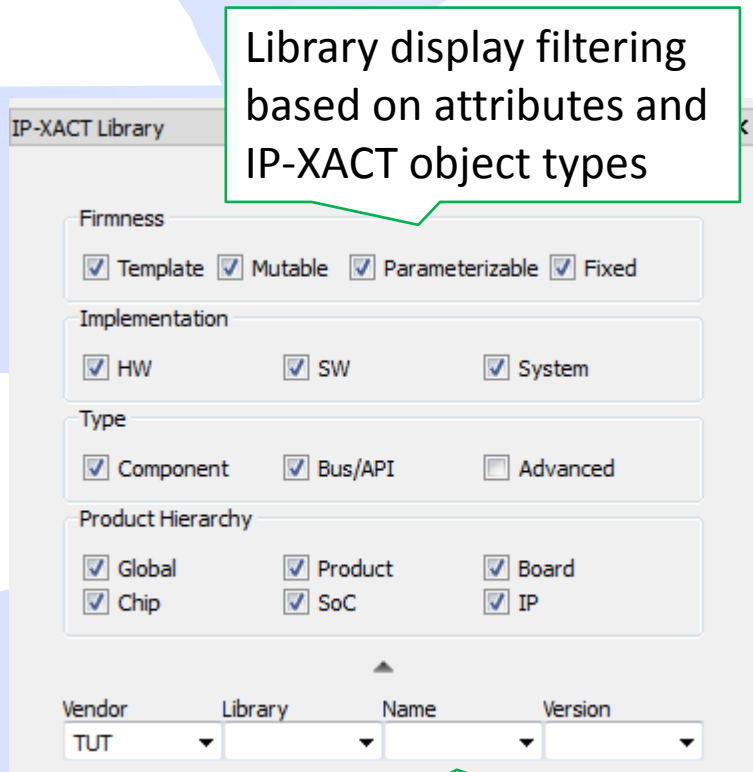 Library display filtering
based on attributes and
IP-XACT object types
IP-XACT Library
Firmness
Template Mutable Parameterizable Fixed
Implementation
HW SW System
Type
Component Bus/API Advanced
Product Hierarchy
Global Product Board
Chip SoC IP
Vendor Library Name Version
TUT